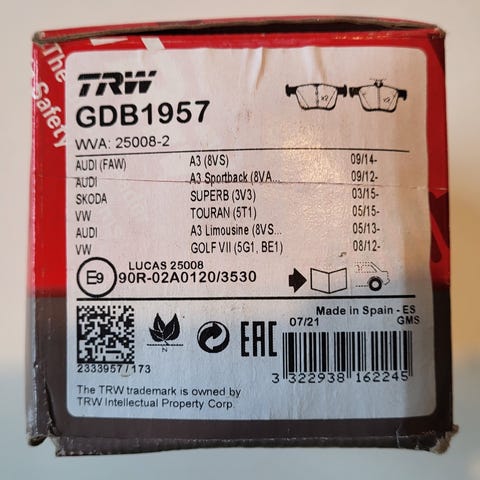 The
Safety
TRW
GDB1957
WVA: 25008-2
AUDI (FAW) A3 (8VS) 09/14-
AUDI A3 Sportback (8VA... 09/12-
SKODA SUPERB (3V3) 03/15-
VW TOURAN (5T1) 05/15-
AUDI A3 Limousine (8VS... 05/13-
VW GOLF VII (5G1, BE1) 08/12-
LUCAS 25008
E9 90R-02A0120/3530
Made in Spain - ES
07/21 GMS
N
EAC
2333957/173
3 322938 162245
The TRW trademark is owned by
TRW Intellectual Property Corp.